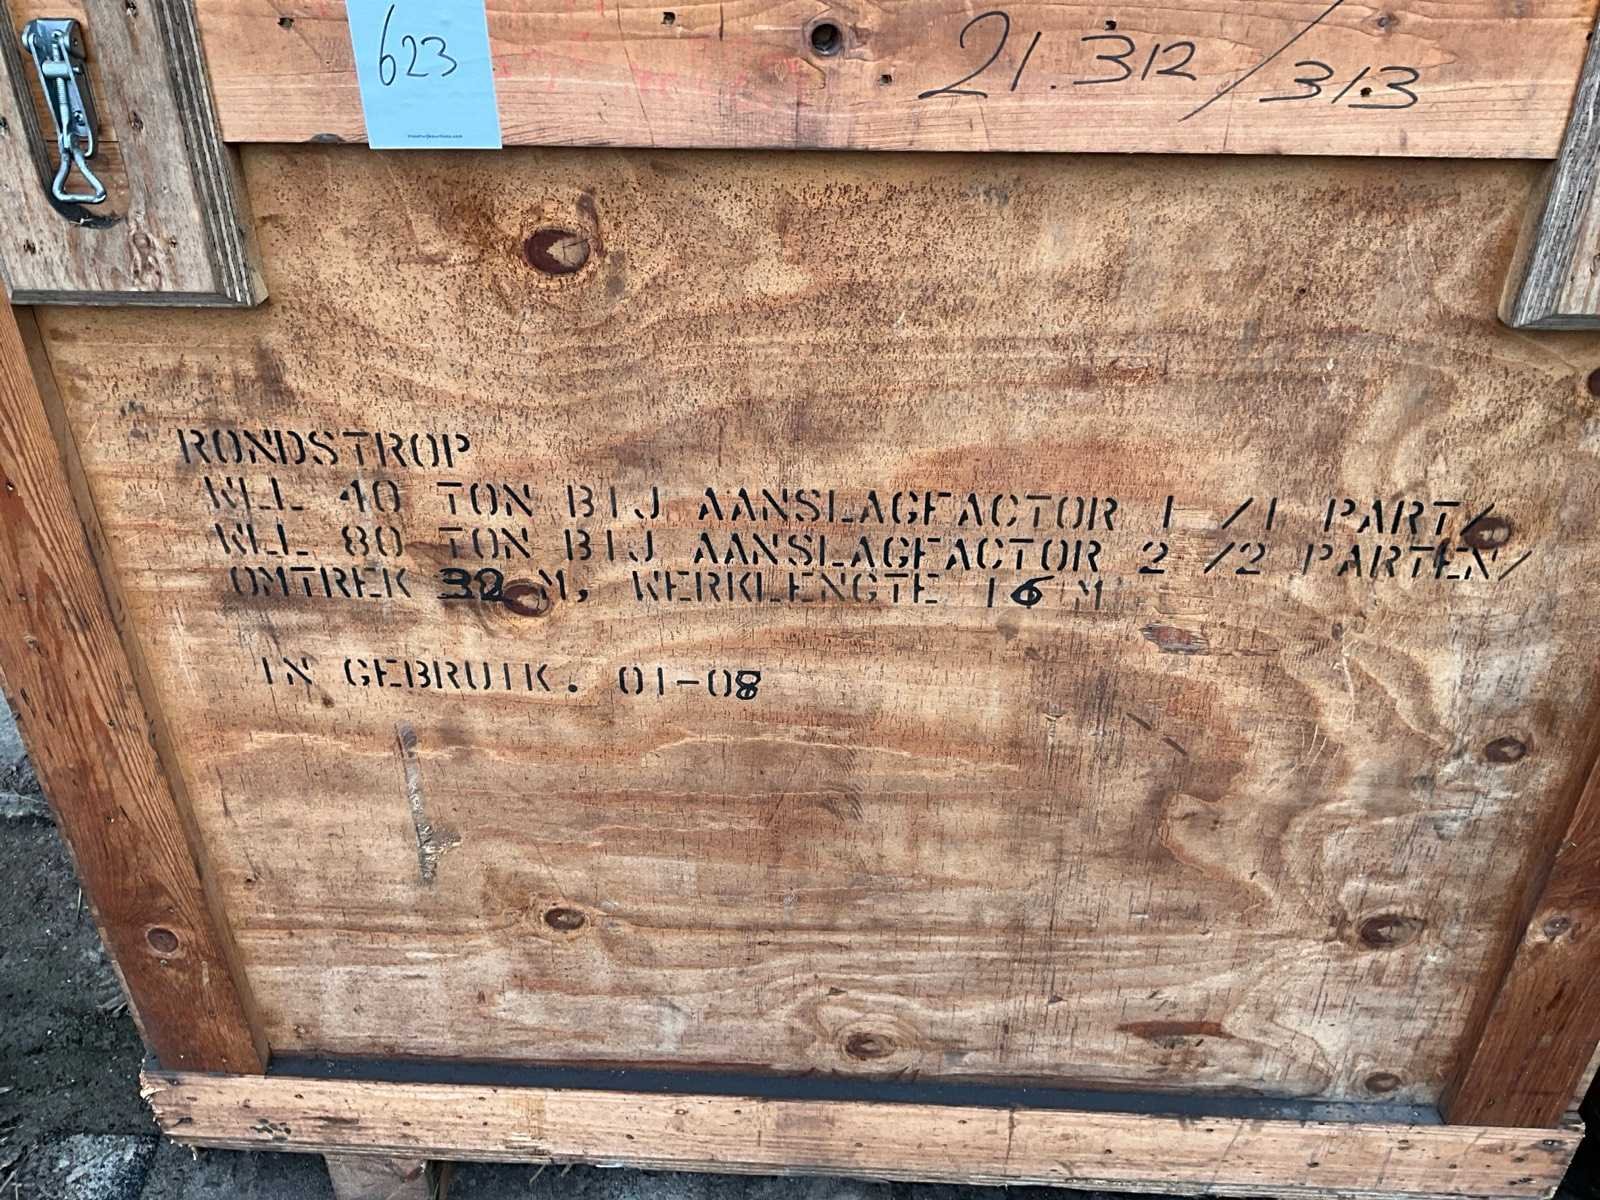 623
21.312/313
RONDSTROP
WLL 40 TON BIJ AANSLAGFACTOR 1 /1 PART/
WLL 80 TON BIJ AANSLAGFACTOR 2 /2 PARTEN/
OMTREK 32 M, WERKLENGTE 16 M
IN GEBRUIK. 01-08